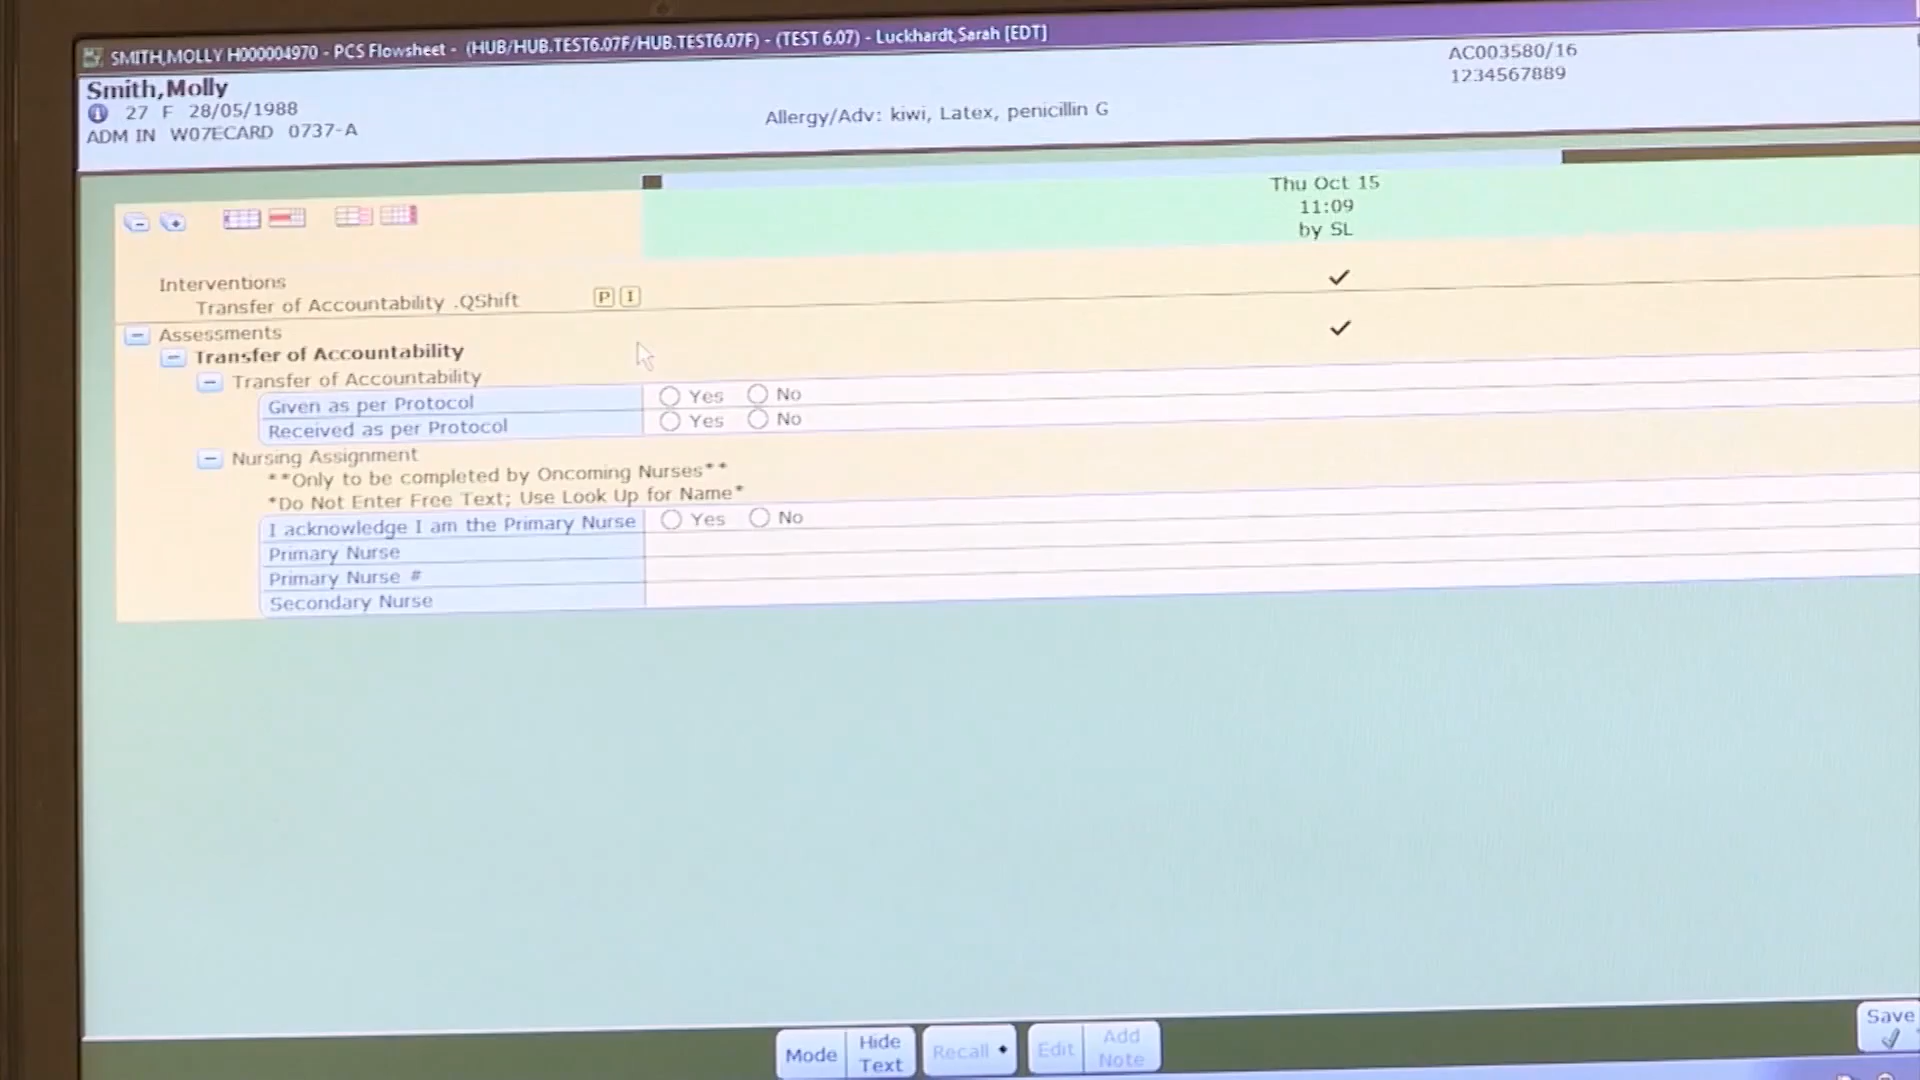 SMITH,MOLLY H000004970 - PCS Flowsheet - (HUB/HUB.TEST6.07F/HUB.TEST6.07F) - (TEST 6.07) - Luckhardt,Sarah [EDT]
Smith,Molly
27 F 28/05/1988
ADM IN W07ECARD 0737-A
Allergy/Adv: kiwi, Latex, penicillin G
AC003580/16
1234567889
Thu Oct 15
11:09
by SL
Interventions
Transfer of Accountability .QShift P I
Assessments
Transfer of Accountability
Transfer of Accountability
Given as per Protocol Yes No
Received as per Protocol Yes No
Nursing Assignment
**Only to be completed by Oncoming Nurses**
*Do Not Enter Free Text; Use Look Up for Name*
I acknowledge I am the Primary Nurse Yes No
Primary Nurse
Primary Nurse #
Secondary Nurse
Mode
Hide
Text
Recall
Edit
Add
Note
Save